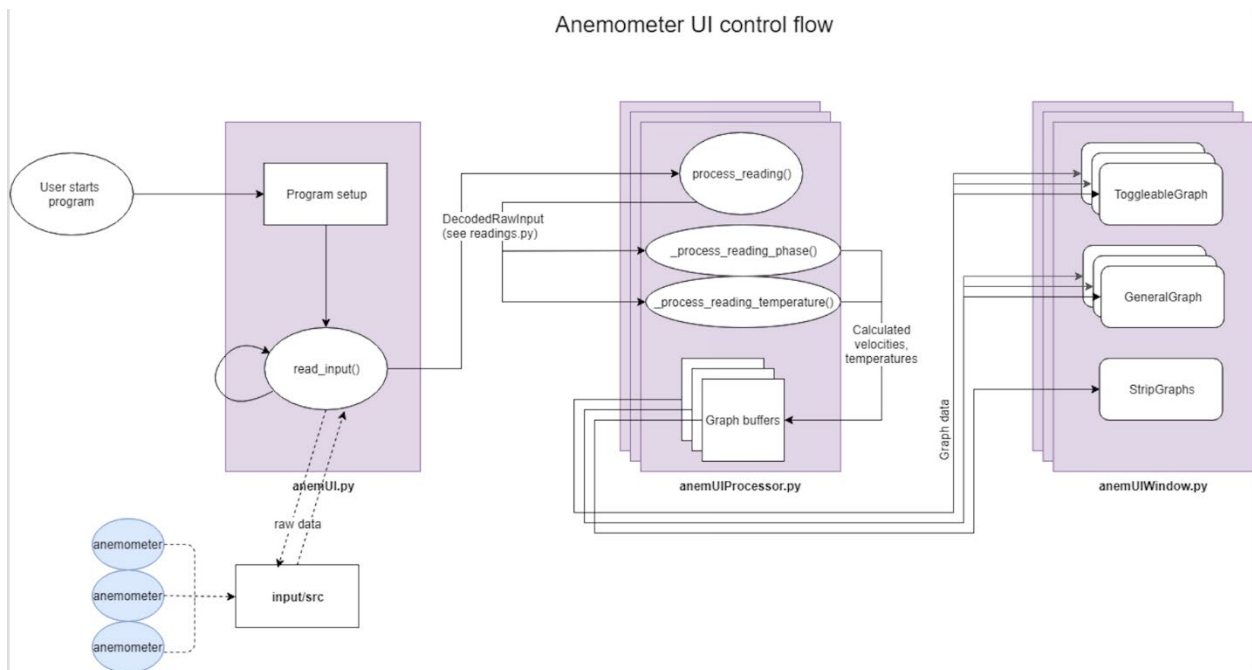 Anemometer UI control flow
User starts
program
Program setup
read_input()
anemUI.py
raw data
anemometer
anemometer
anemometer
input/src
DecodedRawInput
(see readings.py)
process_reading()
_process_reading_phase()
_process_reading_temperature()
Calculated
velocities,
temperatures
Graph buffers
anemUIProcessor.py
Graph data
ToggleableGraph
GeneralGraph
StripGraphs
anemUIWindow.py